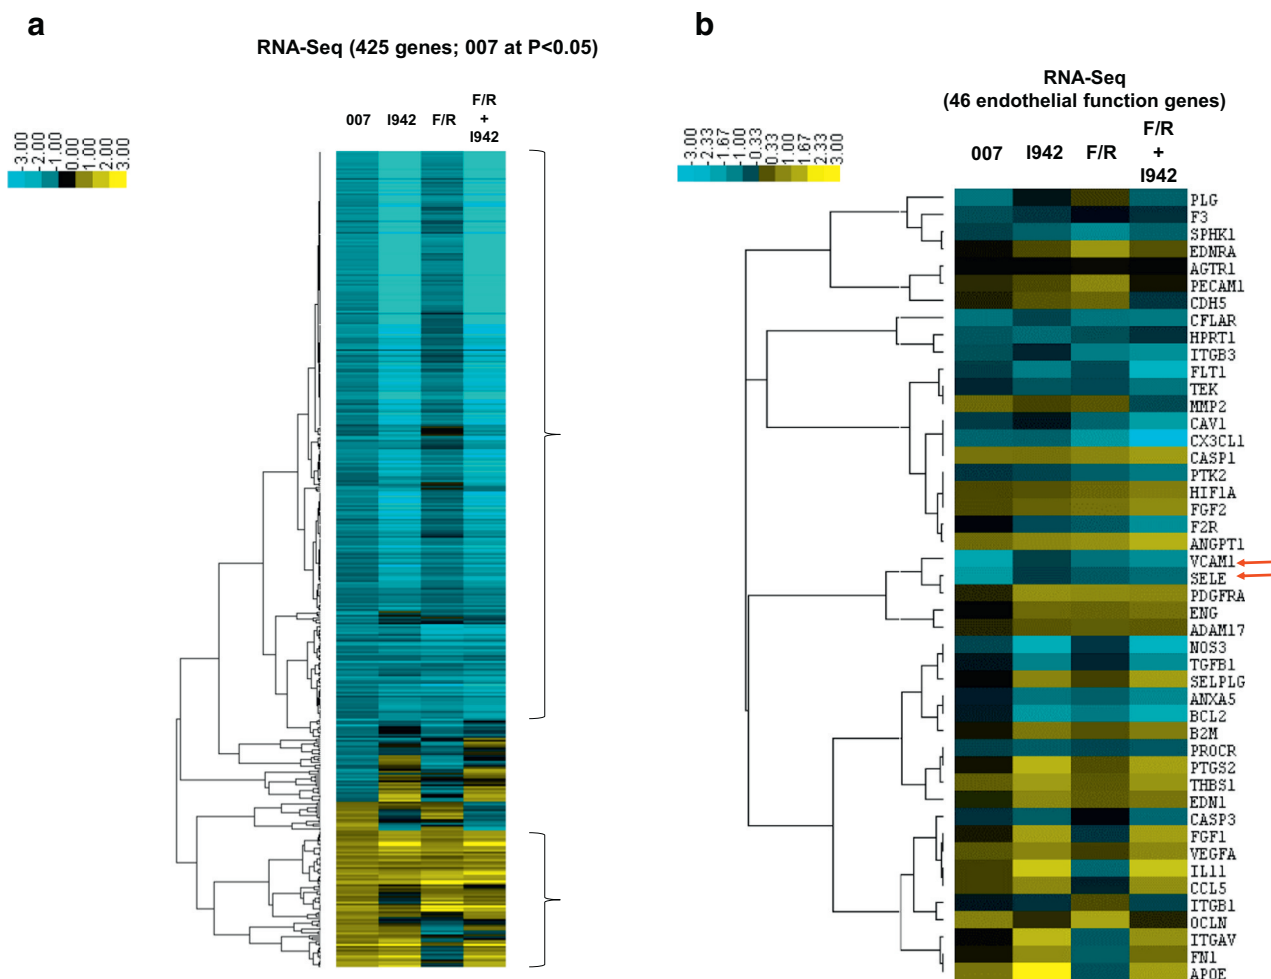 a
RNA-Seq (425 genes; 007 at P<0.05)
007 I942 F/R F/R + I942
-3.00 -2.00 -1.00 0.00 1.00 2.00 3.00
b
RNA-Seq
(46 endothelial function genes)
007 I942 F/R F/R + I942
-3.00 -2.33 -1.67 -1.00 -0.33 0.33 1.00 1.67 2.33 3.00
PLG
F3
SPHK1
EDNRA
AGTR1
PECAM1
CDH5
CFLAR
HPRT1
ITGB3
FLT1
TEK
MMP2
CAV1
CX3CL1
CASP1
PTK2
HIF1A
FGF2
F2R
ANGPT1
VCAM1
SELE
PDGFRA
ENG
ADAM17
NOS3
TGFB1
SELPLG
ANXA5
BCL2
B2M
PROCR
PTGS2
THBS1
EDN1
CASP3
FGF1
VEGFA
IL11
CCL5
ITGB1
OCLN
ITGAV
FN1
APOE